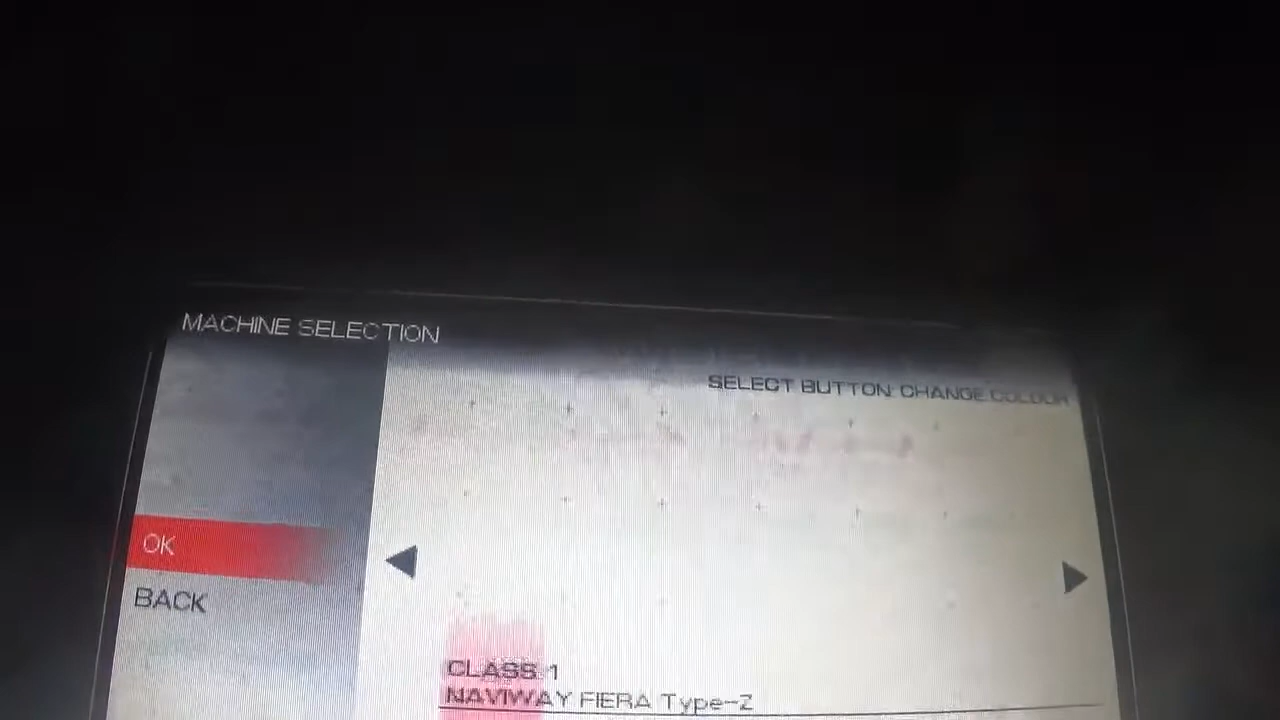 MACHINE SELECTION
SELECT BUTTON: CHANGE COLOUR
OK
BACK
CLASS 1
NAVIWAY FIERA Type-Z